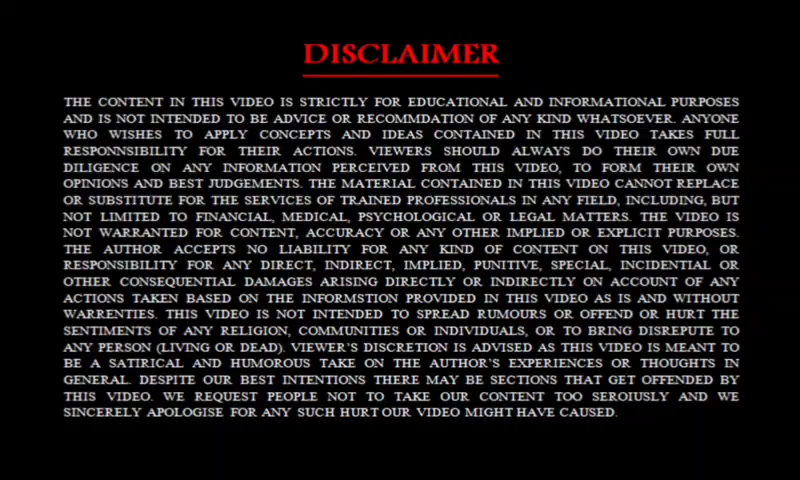 DISCLAIMER
THE CONTENT IN THIS VIDEO IS STRICTLY FOR EDUCATIONAL AND INFORMATIONAL PURPOSES
AND IS NOT INTENDED TO BE ADVICE OR RECOMMDATION OF ANY KIND WHATSOEVER. ANYONE
WHO WISHES TO APPLY CONCEPTS AND IDEAS CONTAINED IN THIS VIDEO TAKES FULL
RESPONNSIBILITY FOR THEIR ACTIONS. VIEWERS SHOULD ALWAYS DO THEIR OWN DUE
DILIGENCE ON ANY INFORMATION PERCEIVED FROM THIS VIDEO, TO FORM THEIR OWN
OPINIONS AND BEST JUDGEMENTS. THE MATERIAL CONTAINED IN THIS VIDEO CANNOT REPLACE
OR SUBSTITUTE FOR THE SERVICES OF TRAINED PROFESSIONALS IN ANY FIELD, INCLUDING, BUT
NOT LIMITED TO FINANCIAL, MEDICAL, PSYCHOLOGICAL OR LEGAL MATTERS. THE VIDEO IS
NOT WARRANTED FOR CONTENT, ACCURACY OR ANY OTHER IMPLIED OR EXPLICIT PURPOSES.
THE AUTHOR ACCEPTS NO LIABILITY FOR ANY KIND OF CONTENT ON THIS VIDEO, OR
RESPONSIBILITY FOR ANY DIRECT, INDIRECT, IMPLIED, PUNITIVE, SPECIAL, INCIDENTAL OR
OTHER CONSEQUENTIAL DAMAGES ARISING DIRECTLY OR INDIRECTLY ON ACCOUNT OF ANY
ACTIONS TAKEN BASED ON THE INFORMSTION PROVIDED IN THIS VIDEO AS IS AND WITHOUT
WARRENTIES. THIS VIDEO IS NOT INTENDED TO SPREAD RUMOURS OR OFFEND OR HURT THE
SENTIMENTS OF ANY RELIGION, COMMUNITIES OR INDIVIDUALS, OR TO BRING DISREPUTE TO
ANY PERSON (LIVING OR DEAD). VIEWER'S DISCRETION IS ADVISED AS THIS VIDEO IS MEANT TO
BE A SATIRICAL AND HUMOROUS TAKE ON THE AUTHOR'S EXPERIENCES OR THOUGHTS IN
GENERAL. DESPITE OUR BEST INTENTIONS THERE MAY BE SECTIONS THAT GET OFFENDED BY
THIS VIDEO. WE REQUEST PEOPLE NOT TO TAKE OUR CONTENT TOO SEROIUSLY AND WE
SINCERELY APOLOGISE FOR ANY SUCH HURT OUR VIDEO MIGHT HAVE CAUSED.